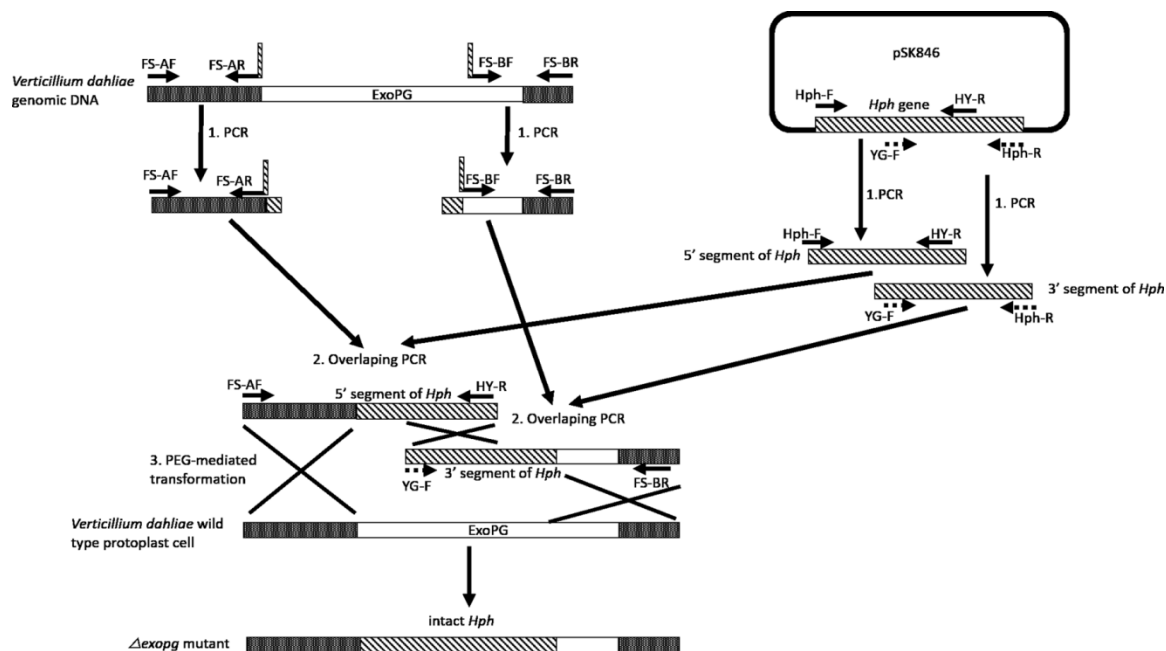 pSK846
FS-AF
FS-AR
FS-BF
FS-BR
Verticillium dahliae
genomic DNA
ExoPG
Hph-F
Hph gene
HY-R
YG-F
Hph-R
1. PCR
1. PCR
FS-AF
FS-AR
FS-BF
FS-BR
1.PCR
1. PCR
Hph-F
HY-R
5' segment of Hph
3' segment of Hph
YG-F
Hph-R
2. Overlaping PCR
FS-AF
5' segment of Hph
HY-R
2. Overlaping PCR
3. PEG-mediated
transformation
YG-F
3' segment of Hph
FS-BR
Verticillium dahliae wild
type protoplast cell
ExoPG
intact Hph
△exopg mutant